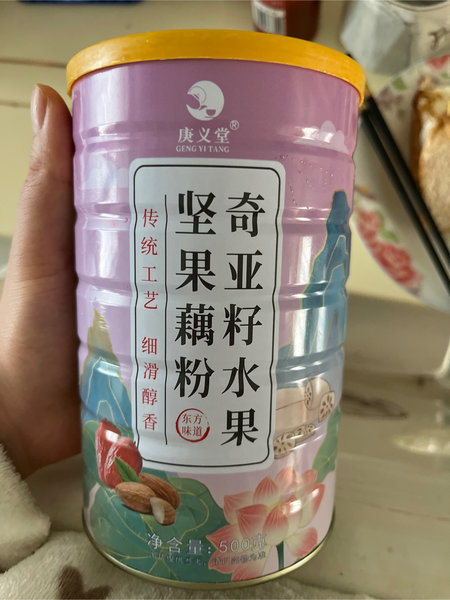 庚义堂®
GENG YI TANG
奇亚籽水果
坚果藕粉
传统工艺 细滑醇香
东方
味道
净含量:500克